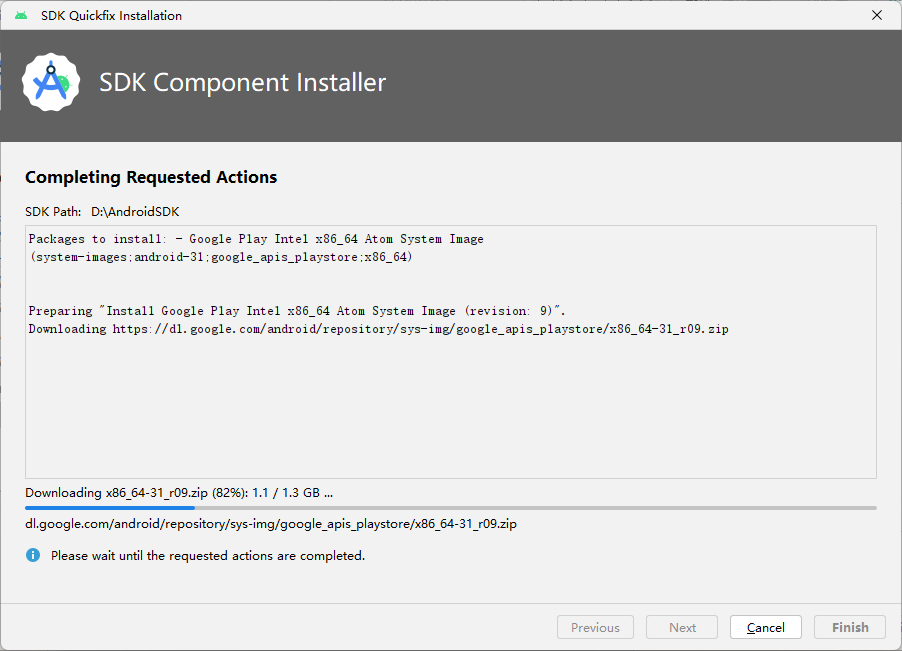 SDK Quickfix Installation
SDK Component Installer
Completing Requested Actions
SDK Path: D:\AndroidSDK
Packages to install: - Google Play Intel x86_64 Atom System Image
(system-images;android-31;google_apis_playstore;x86_64)
Preparing "Install Google Play Intel x86_64 Atom System Image (revision: 9)".
Downloading https://dl.google.com/android/repository/sys-img/google_apis_playstore/x86_64-31_r09.zip
Downloading x86_64-31_r09.zip (82%): 1.1 / 1.3 GB ...
dl.google.com/android/repository/sys-img/google_apis_playstore/x86_64-31_r09.zip
Please wait until the requested actions are completed.
Previous Next Cancel Finish